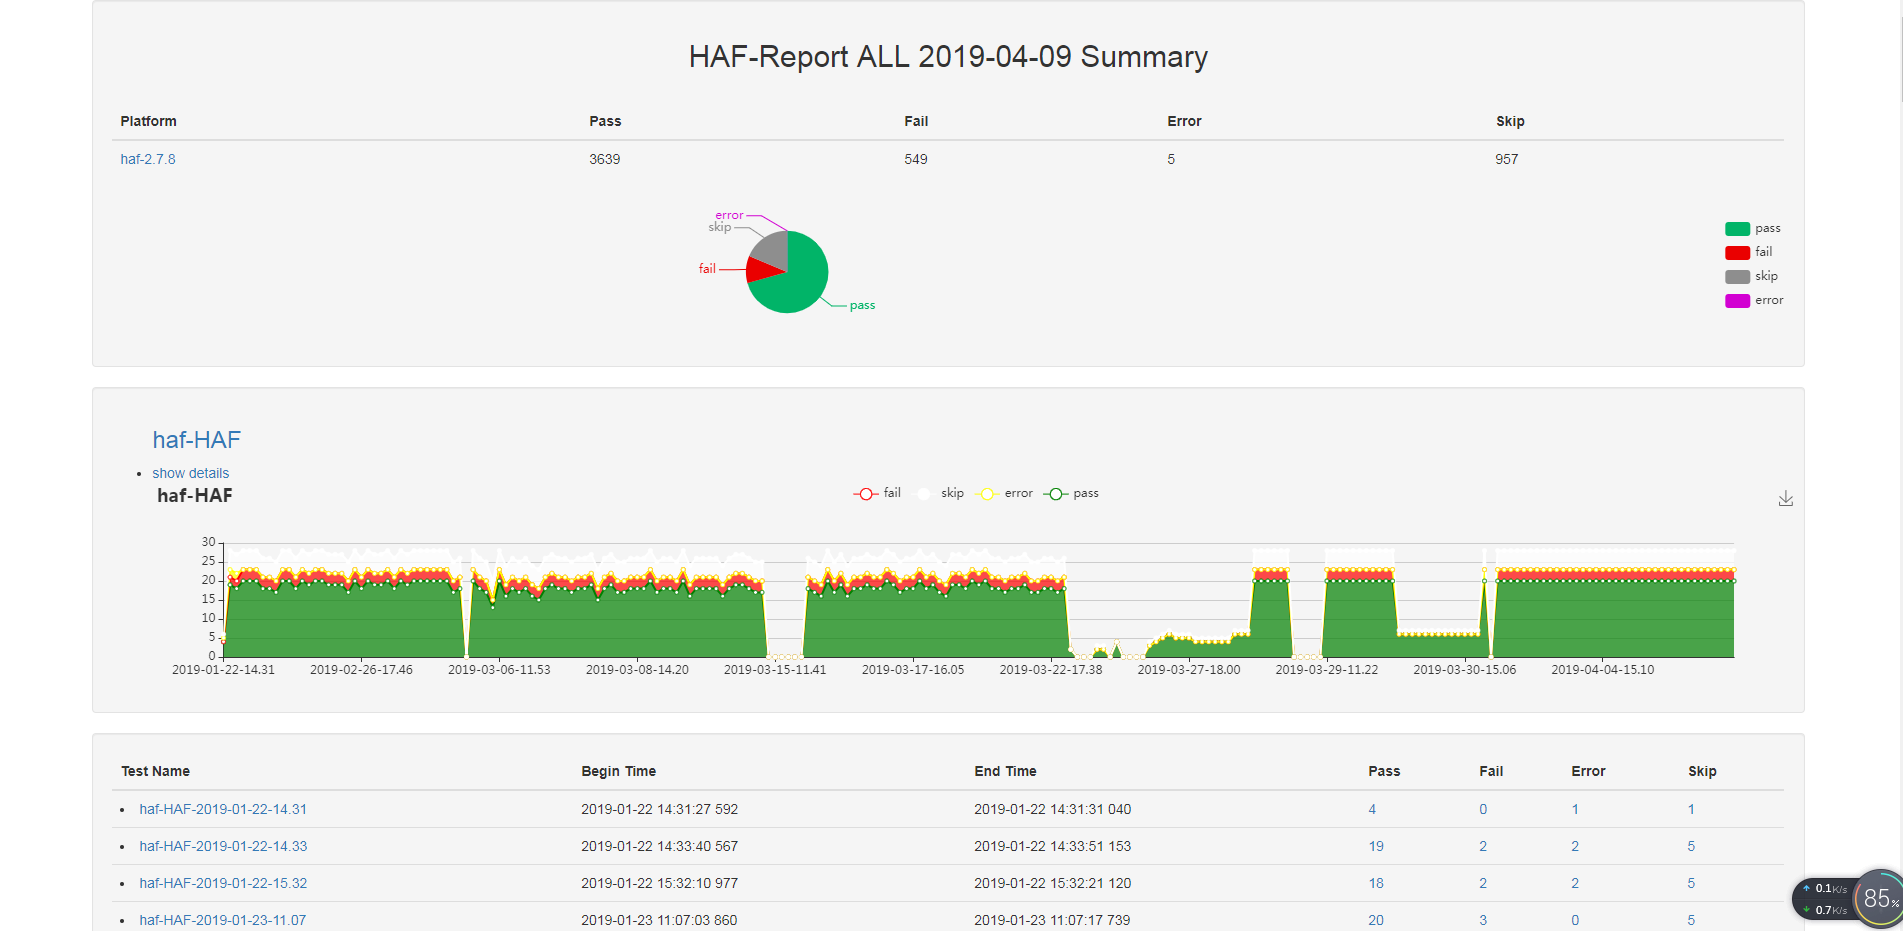 HAF-Report ALL 2019-04-09 Summary
Platform Pass Fail Error Skip
haf-2.7.8 3639 549 5 957
error
skip
fail
pass
pass
fail
skip
error
haf-HAF
• show details
haf-HAF
fail skip error pass
30
25
20
15
10
5
0
2019-01-22-14.31 2019-02-26-17.46 2019-03-06-11.53 2019-03-08-14.20 2019-03-15-11.41 2019-03-17-16.05 2019-03-22-17.38 2019-03-27-18.00 2019-03-29-11.22 2019-03-30-15.06 2019-04-04-15.10
Test Name Begin Time End Time Pass Fail Error Skip
• haf-HAF-2019-01-22-14.31 2019-01-22 14:31:27 592 2019-01-22 14:31:31 040 4 0 1 1
• haf-HAF-2019-01-22-14.33 2019-01-22 14:33:40 567 2019-01-22 14:33:51 153 19 2 2 5
• haf-HAF-2019-01-22-15.32 2019-01-22 15:32:10 977 2019-01-22 15:32:21 120 18 2 2 5
• haf-HAF-2019-01-23-11.07 2019-01-23 11:07:03 860 2019-01-23 11:07:17 739 20 3 0 5
0.1K/s
0.7K/s
85%